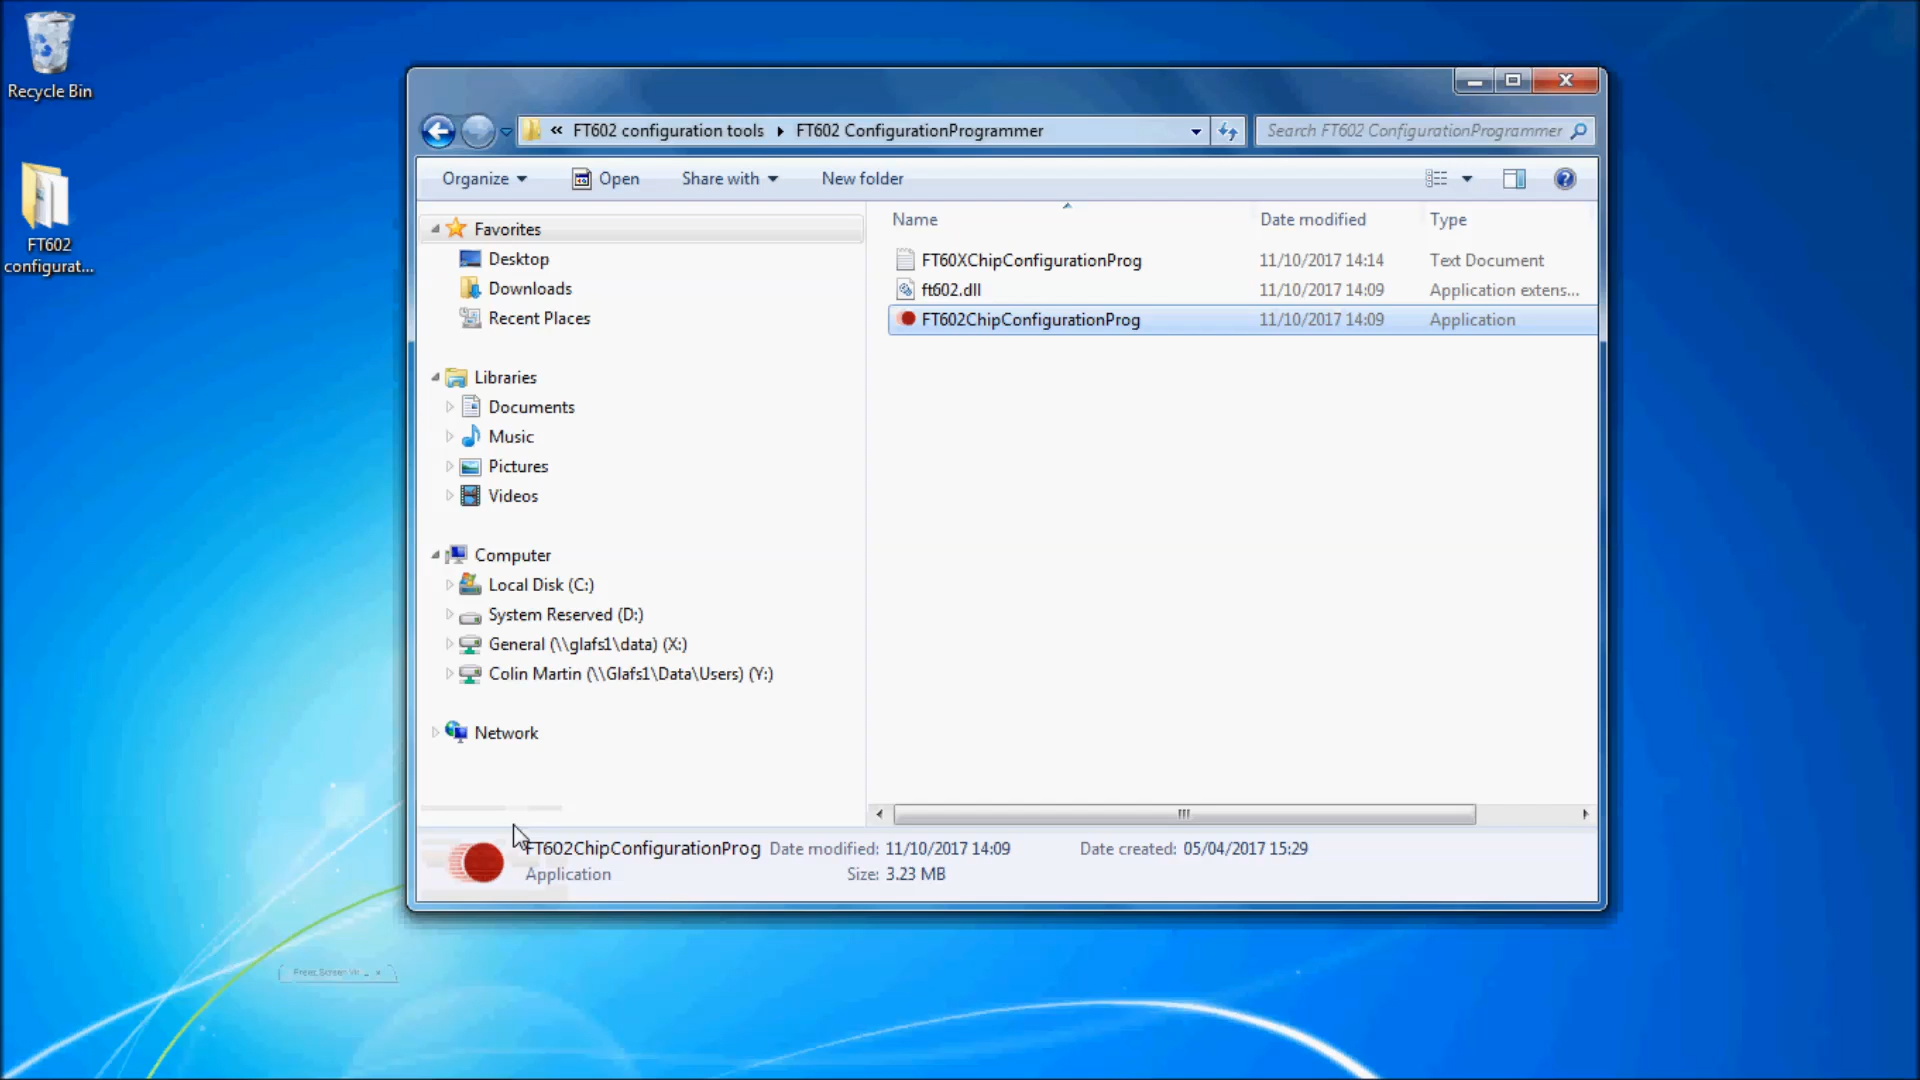 Recycle Bin
FT602
configurat...
« FT602 configuration tools ▸ FT602 ConfigurationProgrammer
Search FT602 ConfigurationProgrammer
Organize Open Share with New folder
Favorites
Desktop
Downloads
Recent Places
Libraries
Documents
Music
Pictures
Videos
Computer
Local Disk (C:)
System Reserved (D:)
General (\\glafs1\data) (X:)
Colin Martin (\\Glafs1\Data\Users) (Y:)
Network
Name Date modified Type
FT60XChipConfigurationProg 11/10/2017 14:14 Text Document
ft602.dll 11/10/2017 14:09 Application extens...
FT602ChipConfigurationProg 11/10/2017 14:09 Application
FT602ChipConfigurationProg Date modified: 11/10/2017 14:09 Date created: 05/04/2017 15:29
Application Size: 3.23 MB